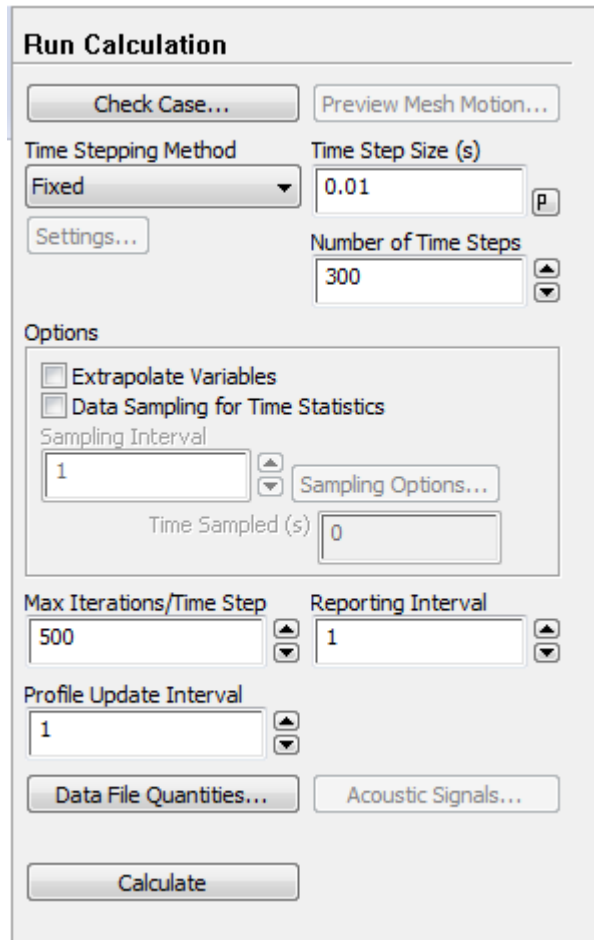 Run Calculation
Check Case... Preview Mesh Motion...
Time Stepping Method Time Step Size (s)
Fixed 0.01 P
Settings... Number of Time Steps
300
Options
Extrapolate Variables
Data Sampling for Time Statistics
Sampling Interval
1 Sampling Options...
Time Sampled (s) 0
Max Iterations/Time Step Reporting Interval
500 1
Profile Update Interval
1
Data File Quantities... Acoustic Signals...
Calculate